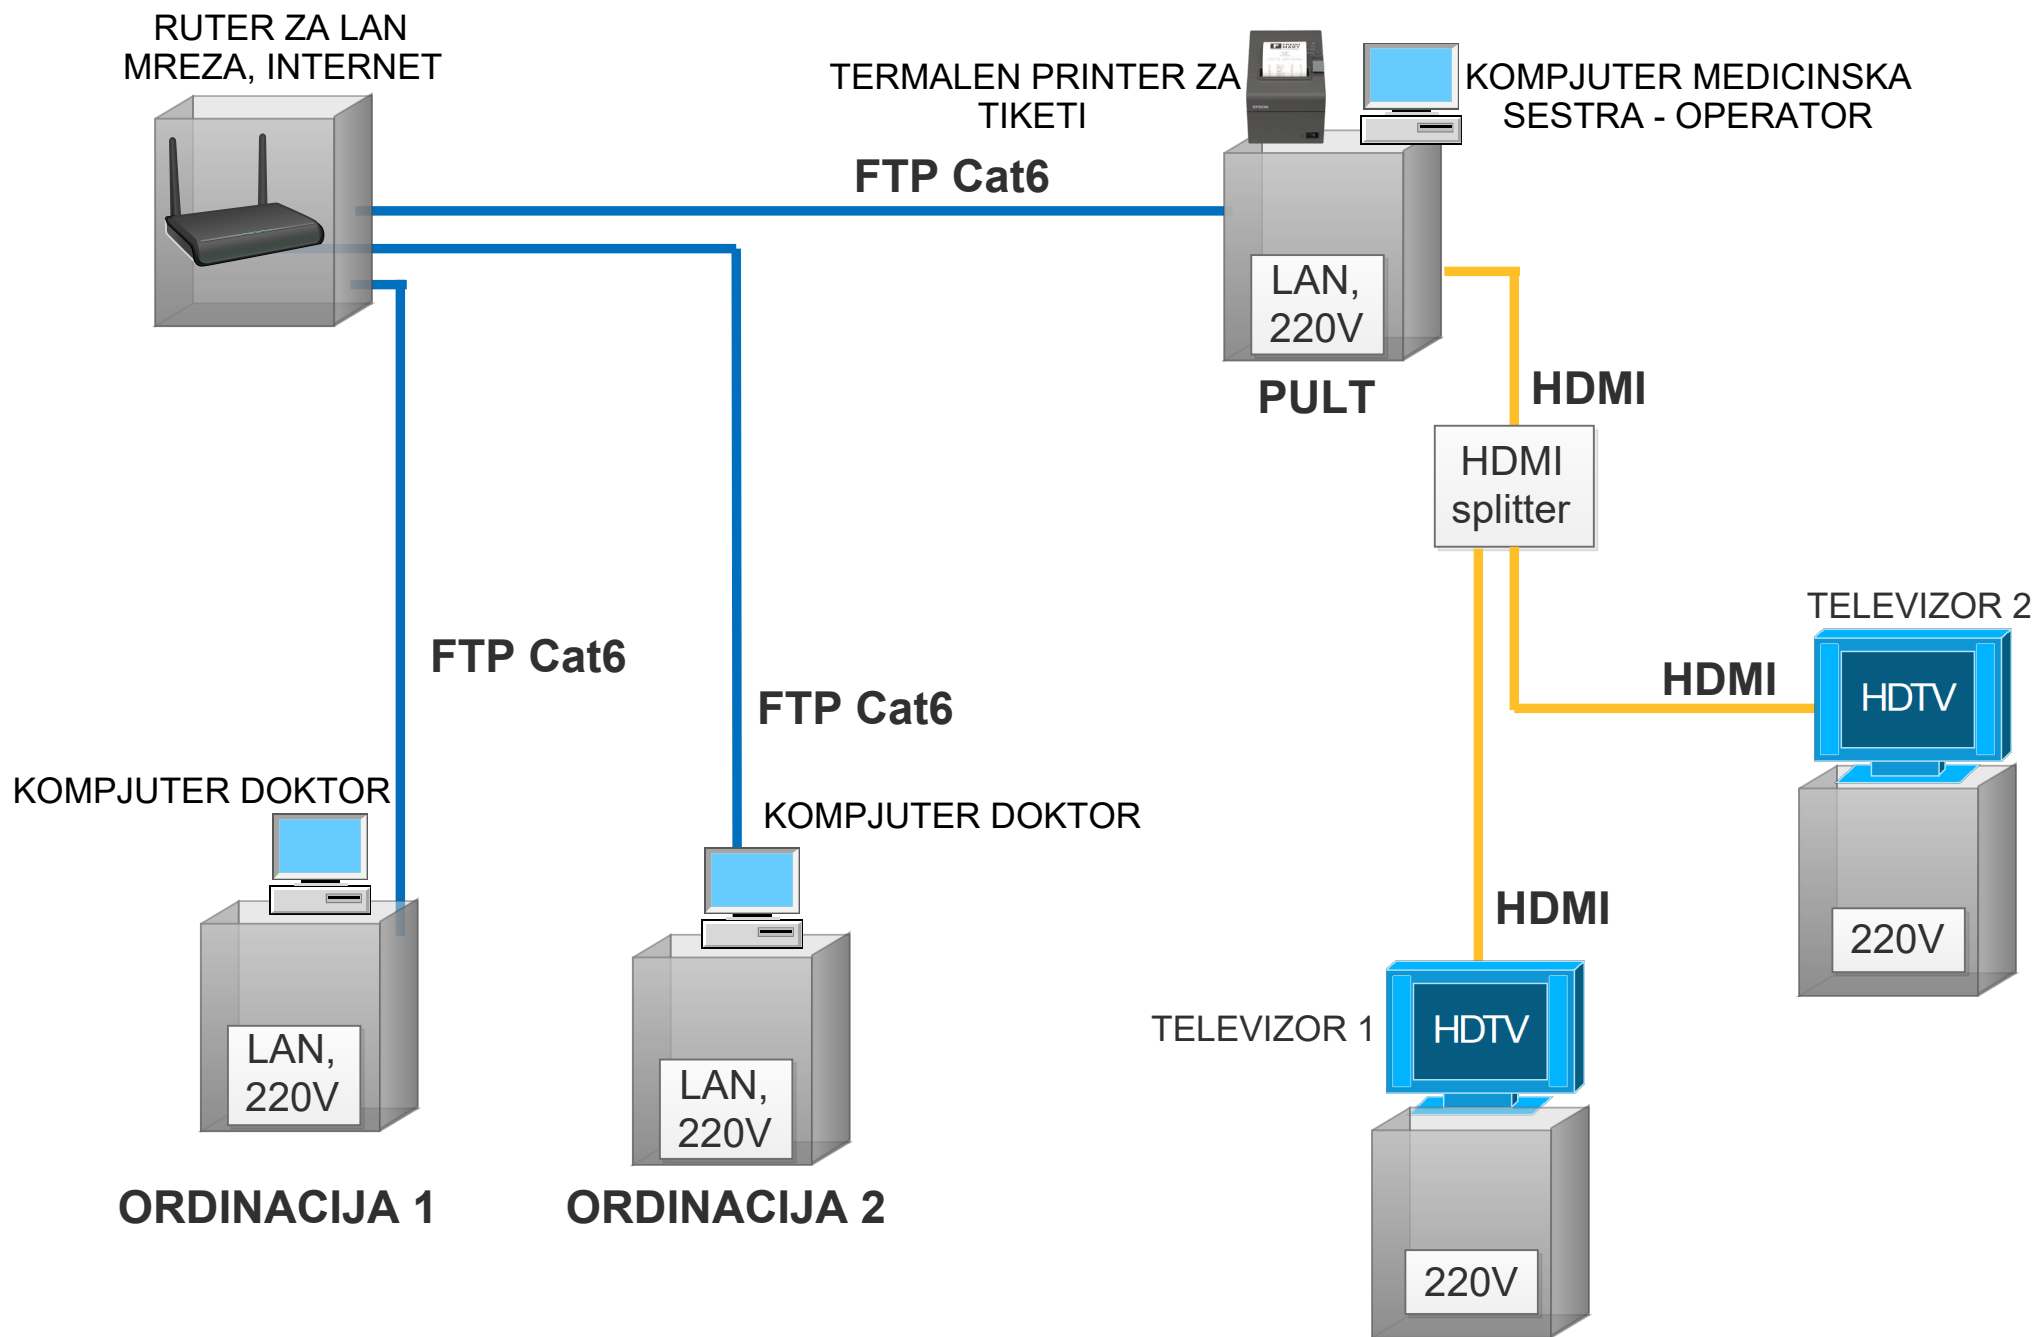 RUTER ZA LAN
MREZA, INTERNET
TERMALEN PRINTER ZA
TIKETI
KOMPJUTER MEDICINSKA
SESTRA - OPERATOR
EPSON
FTP Cat6
LAN,
220V
PULT
HDMI
HDMI
splitter
TELEVIZOR 2
HDTV
HDMI
220V
FTP Cat6
FTP Cat6
KOMPJUTER DOKTOR
KOMPJUTER DOKTOR
HDMI
TELEVIZOR 1
HDTV
LAN,
220V
LAN,
220V
ORDINACIJA 1
ORDINACIJA 2
220V